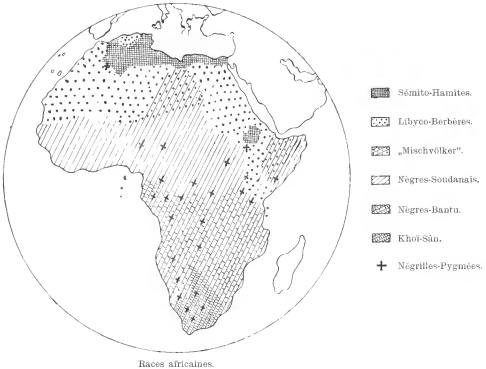 Sémito-Hamites.
Libyco-Berbères.
„Mischvölker“.
Nègres-Soudanais.
Nègres-Bantu.
Khoï-Sân.
Négrilles-Pygmées.
Races africaines.